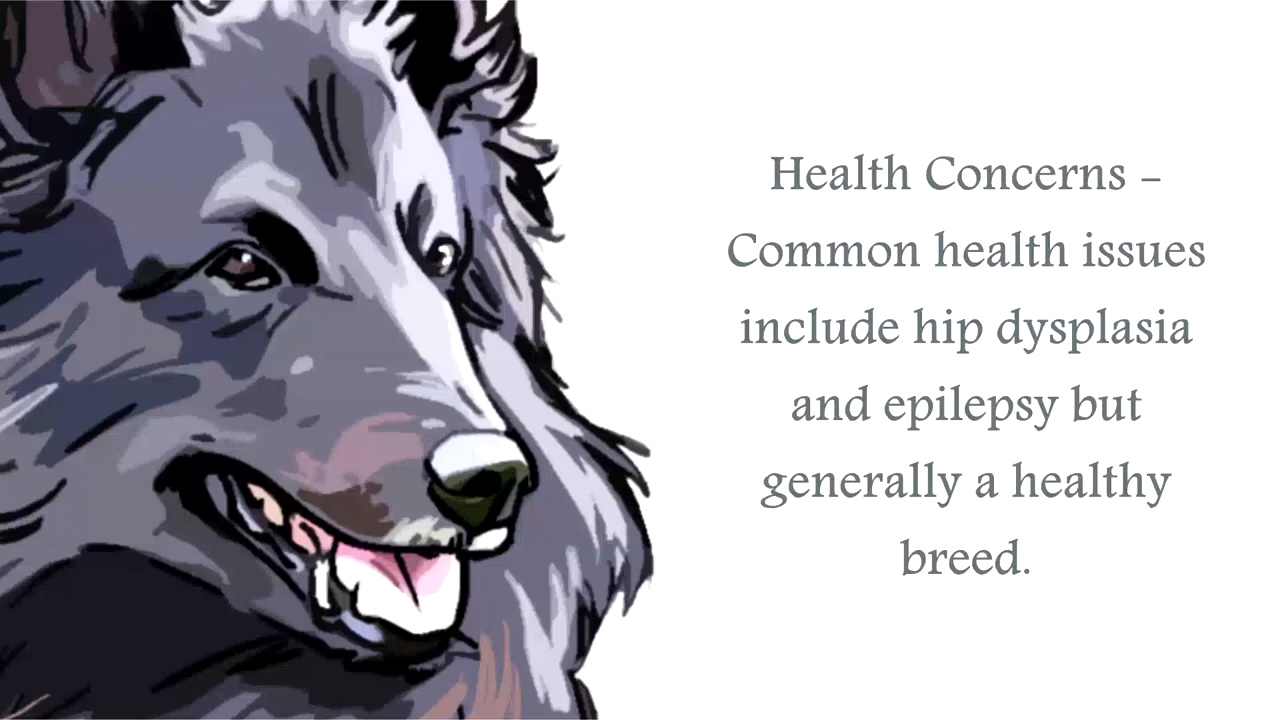 Health Concerns –
Common health issues
include hip dysplasia
and epilepsy but
generally a healthy
breed.